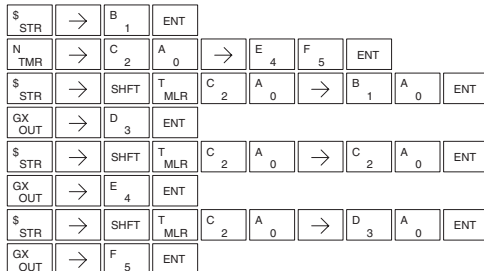 $ STR → B 1 ENT
N TMR → C 2 A 0 → E 4 F 5 ENT
$ STR → SHFT T MLR C 2 A 0 → B 1 A 0 ENT
GX OUT → D 3 ENT
$ STR → SHFT T MLR C 2 A 0 → C 2 A 0 ENT
GX OUT → E 4 ENT
$ STR → SHFT T MLR C 2 A 0 → D 3 A 0 ENT
GX OUT → F 5 ENT